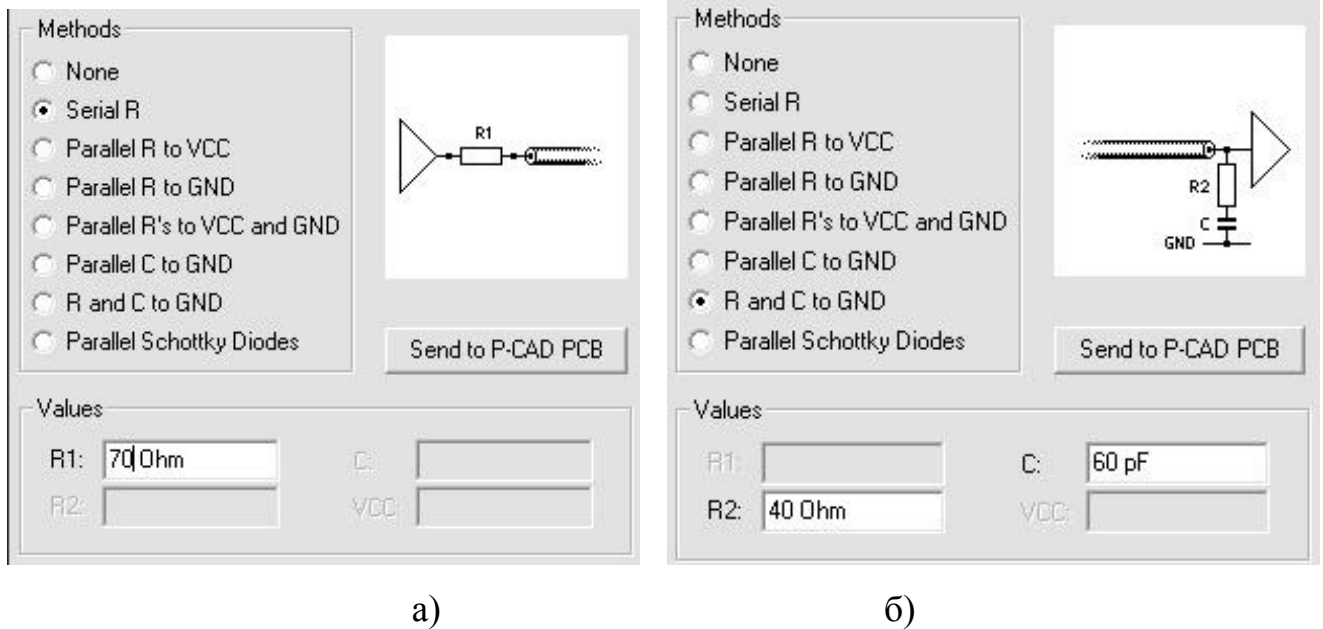 Methods
None
Serial R
Parallel R to VCC
Parallel R to GND
Parallel R's to VCC and GND
Parallel C to GND
R and C to GND
Parallel Schottky Diodes
R1
Send to P-CAD PCB
Values
R1: 70 Ohm C:
R2: VCC:
а)
Methods
None
Serial R
Parallel R to VCC
Parallel R to GND
Parallel R's to VCC and GND
Parallel C to GND
R and C to GND
Parallel Schottky Diodes
R2
C
GND
Send to P-CAD PCB
Values
R1: C: 60 pF
R2: 40 Ohm VCC:
б)